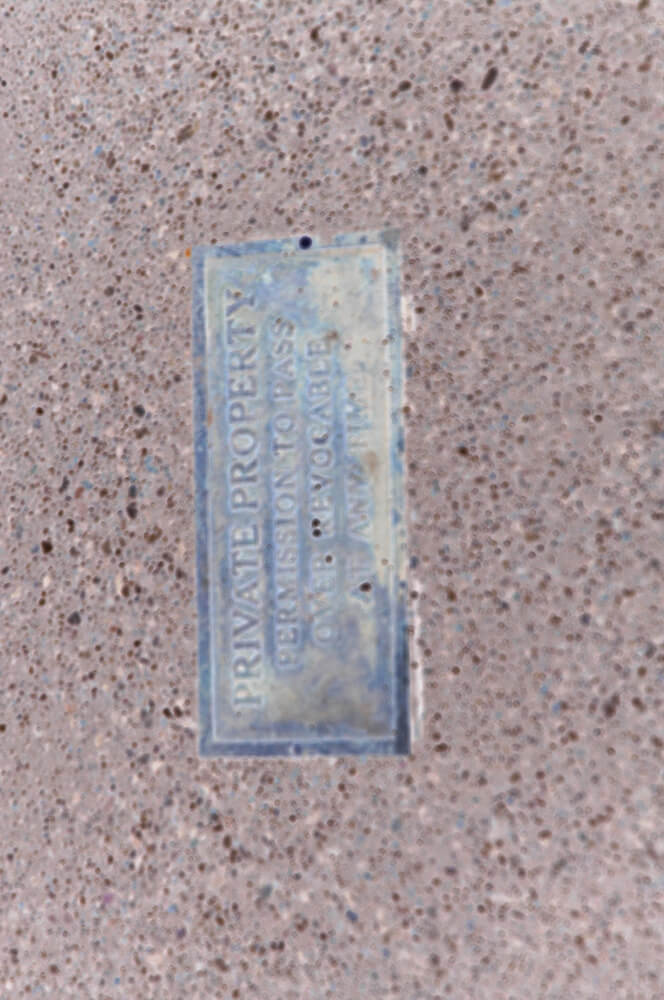 PRIVATE PROPERTY
PERMISSION TO PASS
OVER REVOCABLE
AT ANY TIME